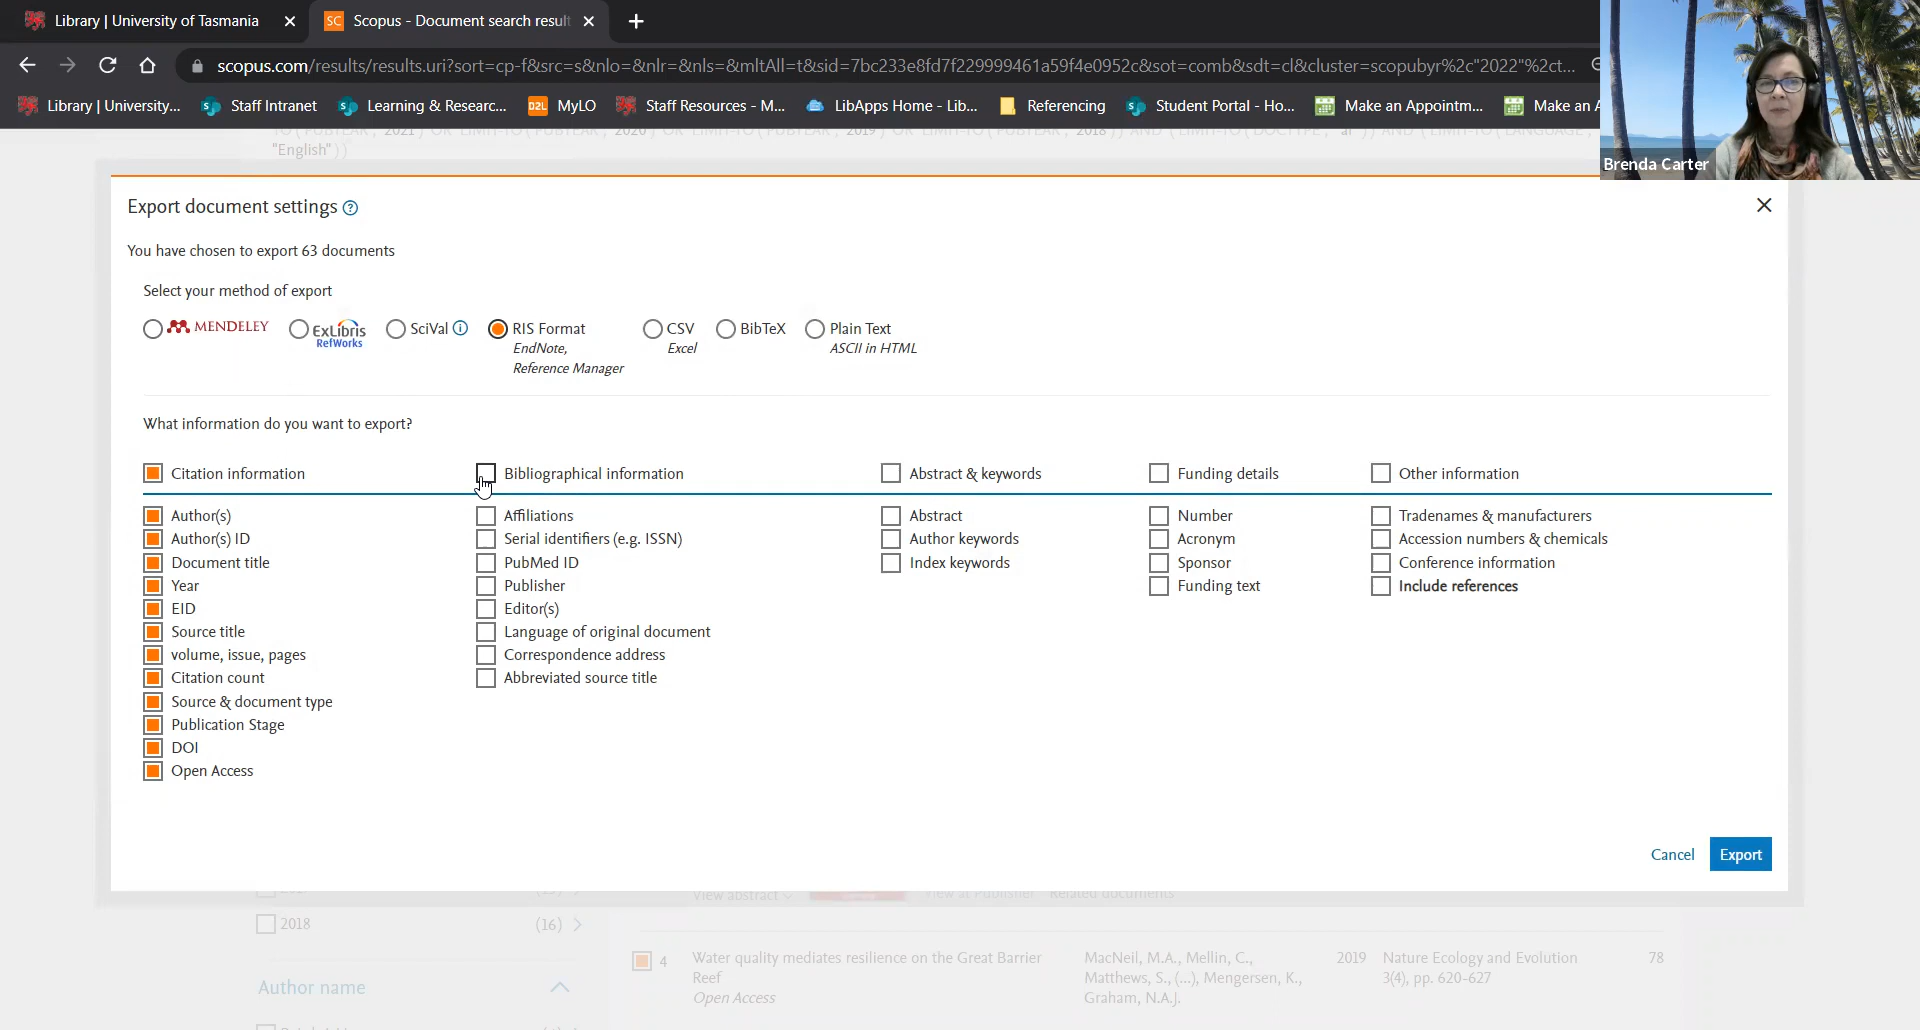 Library | University of Tasmania
SC Scopus - Document search result
scopus.com/results/results.uri?sort=cp-f&src=s&nlo=&nlr=&nls=&mltAll=t&sid=7bc233e8fd7f229999461a59f4e0952c&sot=comb&sdt=cl&cluster=scopubyr%2c"2022"%2ct...
Library | University... Staff Intranet Learning & Researc... D2L MyLO Staff Resources - M... LibApps Home - Lib... Referencing Student Portal - Ho... Make an Appointm... Make an A
Brenda Carter
"English"))
Export document settings ?
You have chosen to export 63 documents
Select your method of export
MENDELEY ExLibris RefWorks SciVal i RIS Format CSV BibTeX Plain Text
EndNote, Excel ASCII in HTML
Reference Manager
What information do you want to export?
Citation information Bibliographical information Abstract & keywords Funding details Other information
Author(s) Affiliations Abstract Number Tradenames & manufacturers
Author(s) ID Serial identifiers (e.g. ISSN) Author keywords Acronym Accession numbers & chemicals
Document title PubMed ID Index keywords Sponsor Conference information
Year Publisher Funding text Include references
EID Editor(s)
Source title Language of original document
volume, issue, pages Correspondence address
Citation count Abbreviated source title
Source & document type
Publication Stage
DOI
Open Access
Cancel Export
View abstract View at Publisher Related documents
2018 (16)
4 Water quality mediates resilience on the Great Barrier MacNeil, M.A., Mellin, C., 2019 Nature Ecology and Evolution 78
Reef Matthews, S., (...), Mengersen, K., 3(4), pp. 620-627
Open Access Graham, N.A.J.
Author name